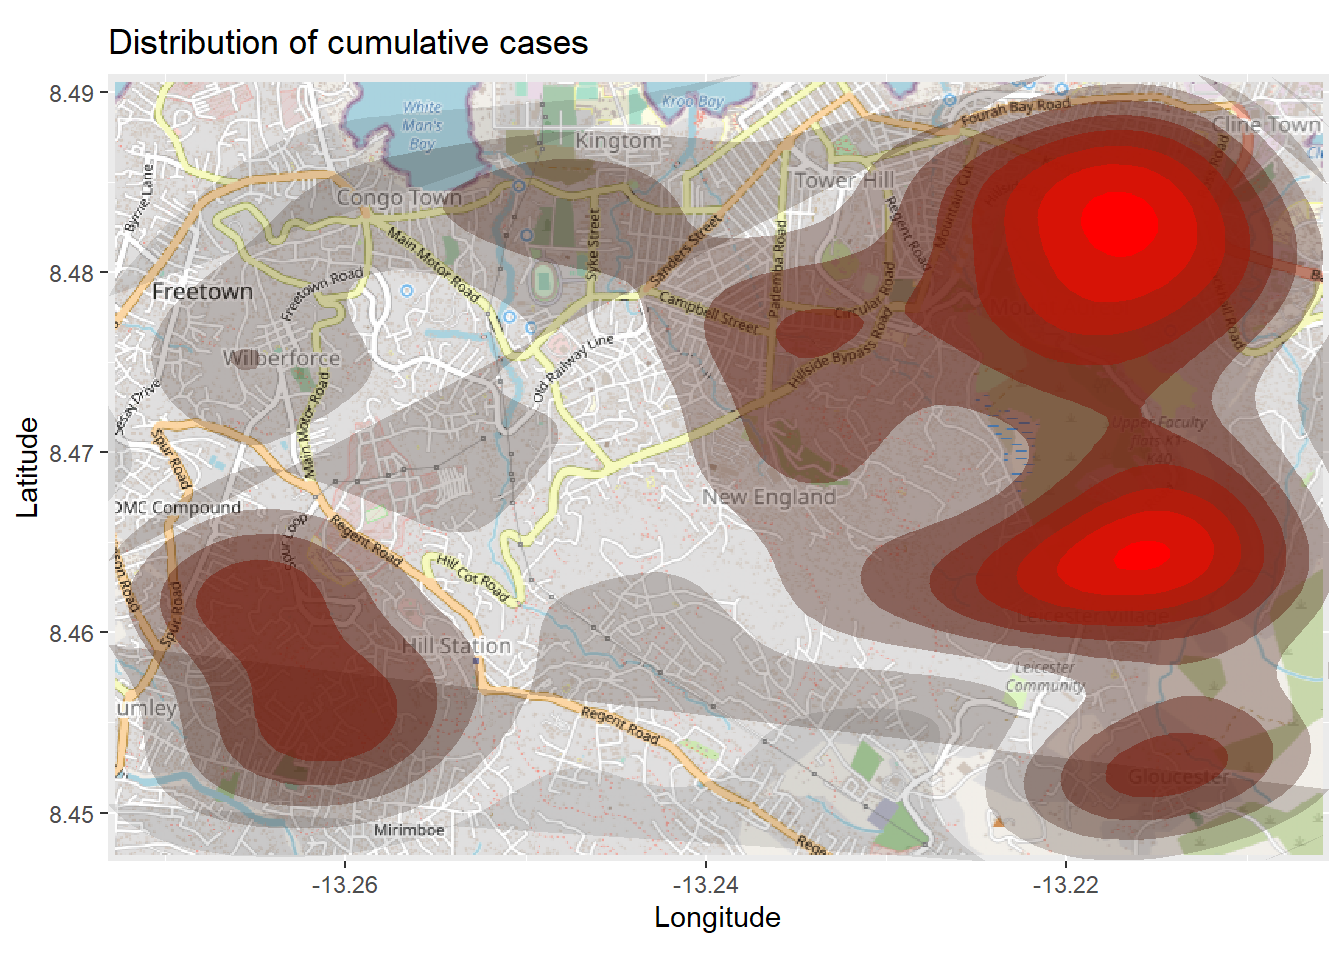 Distribution of cumulative cases
8.49
8.48
8.47
8.46
8.45
Latitude
-13.26
-13.24
-13.22
Longitude
White
Man's
Bay
Kroo Bay
Kingtom
Fourah Bay Road
Cline Town
Byrne Lane
Congo Town
Tower Hill
Main Motor Road
Syke Street
Sanders Street
Pademba Road
Regent Road
Mountain Cut
Freetown
Freetown Road
Campbell Street
Circular Road
Hillside Bypass Road
Wilberforce
Old Railway Line
Main Motor Road
Spur Road
Upper Faculty
flats K1
K40
New England
OMC Compound
Spur Loop
Regent Road
Hill Cot Road
Spur Road
Leicester Village
Hill Station
Leicester
Community
umley
Regent Road
Gloucester
Mirimboe
Rege